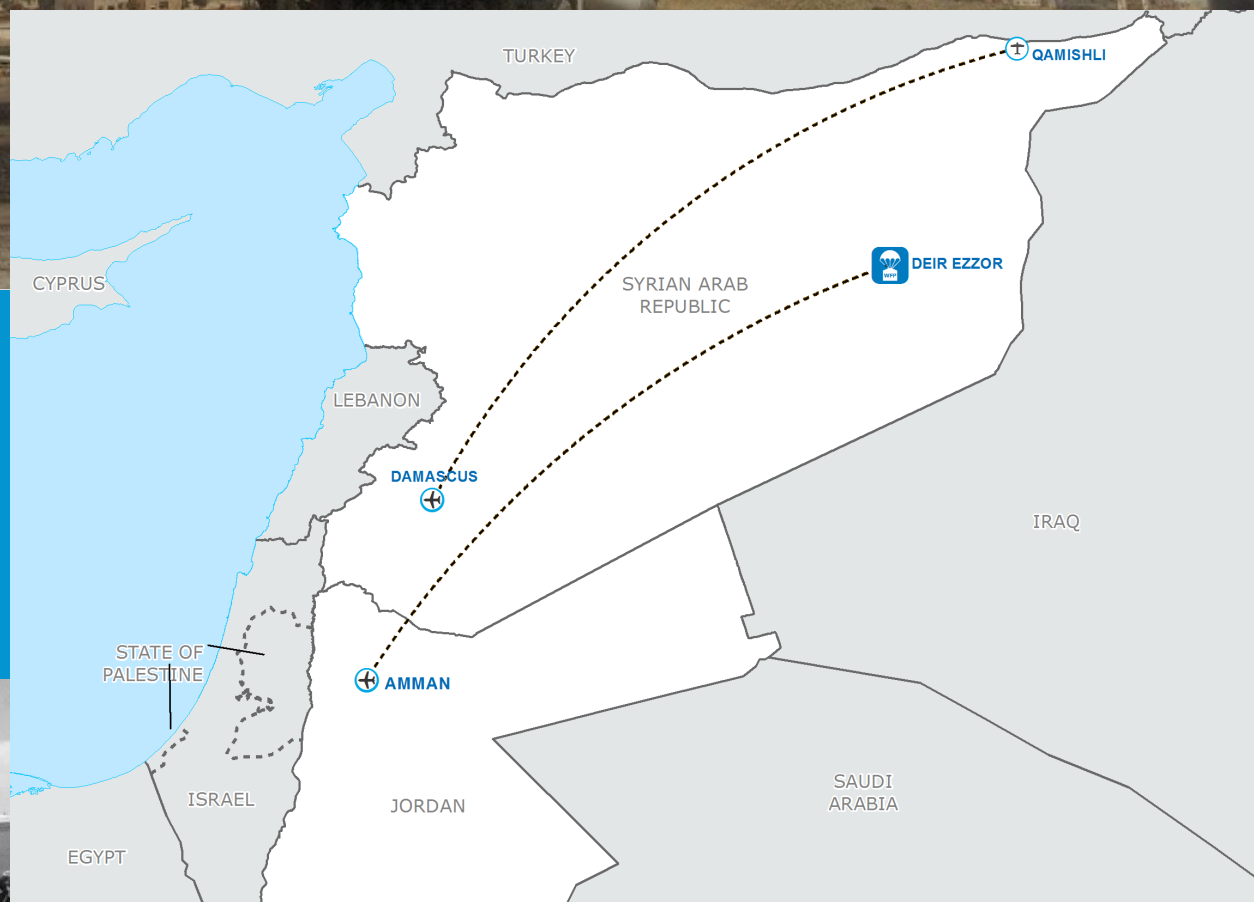 TURKEY
QAMISHLI
CYPRUS
SYRIAN ARAB
REPUBLIC
WFP
DEIR EZZOR
LEBANON
DAMASCUS
IRAQ
STATE OF
PALESTINE
AMMAN
ISRAEL
JORDAN
SAUDI
ARABIA
EGYPT